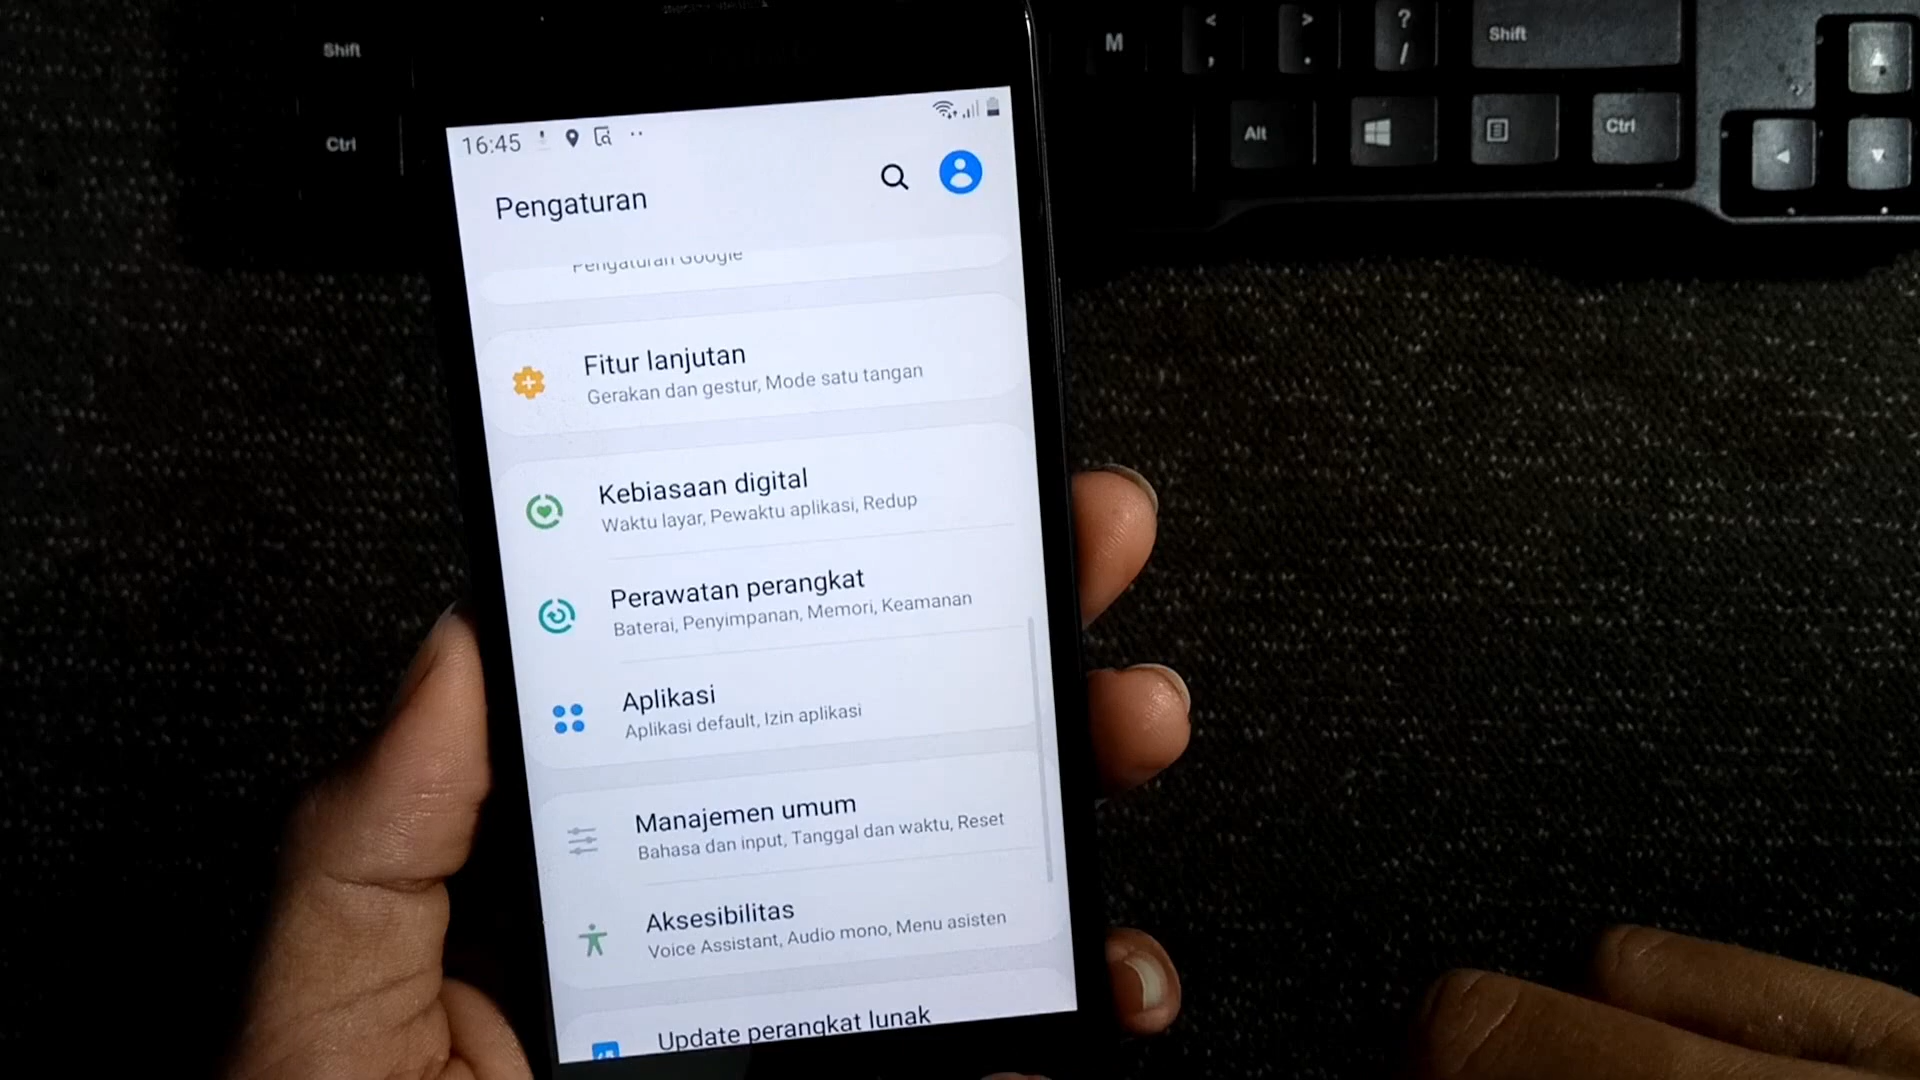 Shift
M
<
,
>
.
?
/
Shift
Ctrl
Alt
Ctrl
16:45
Pengaturan
Pengaturan Google
Fitur lanjutan
Gerakan dan gestur, Mode satu tangan
Kebiasaan digital
Waktu layar, Pewaktu aplikasi, Redup
Perawatan perangkat
Baterai, Penyimpanan, Memori, Keamanan
Aplikasi
Aplikasi default, Izin aplikasi
Manajemen umum
Bahasa dan input, Tanggal dan waktu, Reset
Aksesibilitas
Voice Assistant, Audio mono, Menu asisten
Update perangkat lunak